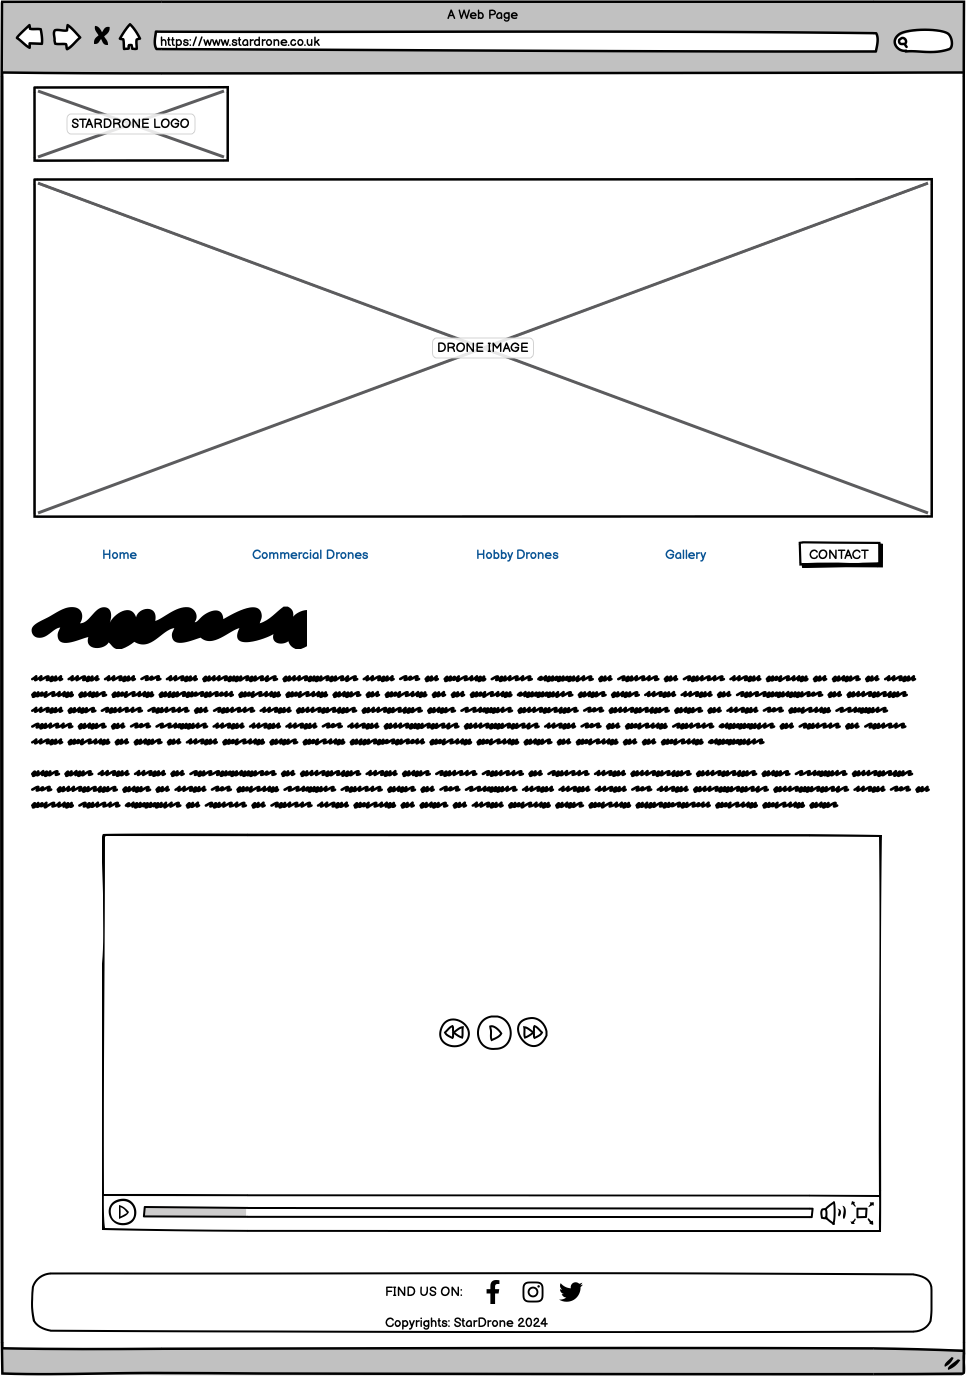 A Web Page
https://www.stardrone.co.uk
STARDRONE LOGO
DRONE IMAGE
Home Commercial Drones Hobby Drones Gallery CONTACT
FIND US ON:
Copyrights: StarDrone 2024